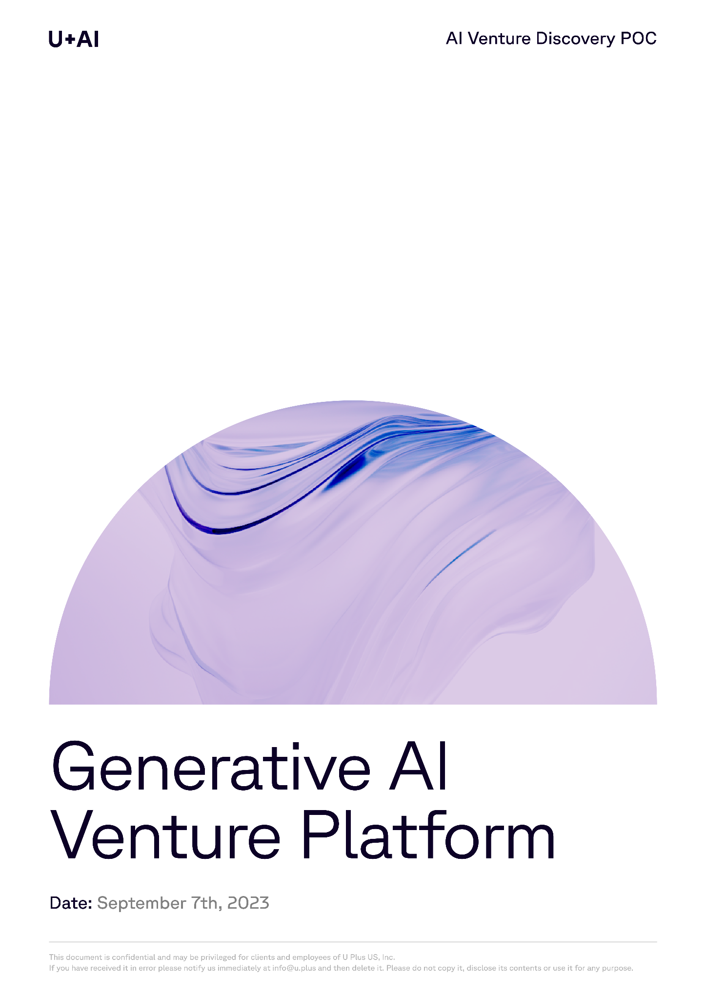 U+AI
AI Venture Discovery POC
Generative AI
Venture Platform
Date: September 7th, 2023
This document is confidential and may be privileged for clients and employees of U Plus US, Inc.
If you have received it in error please notify us immediately at info@u.plus and then delete it. Please do not copy it, disclose its contents or use it for any purpose.